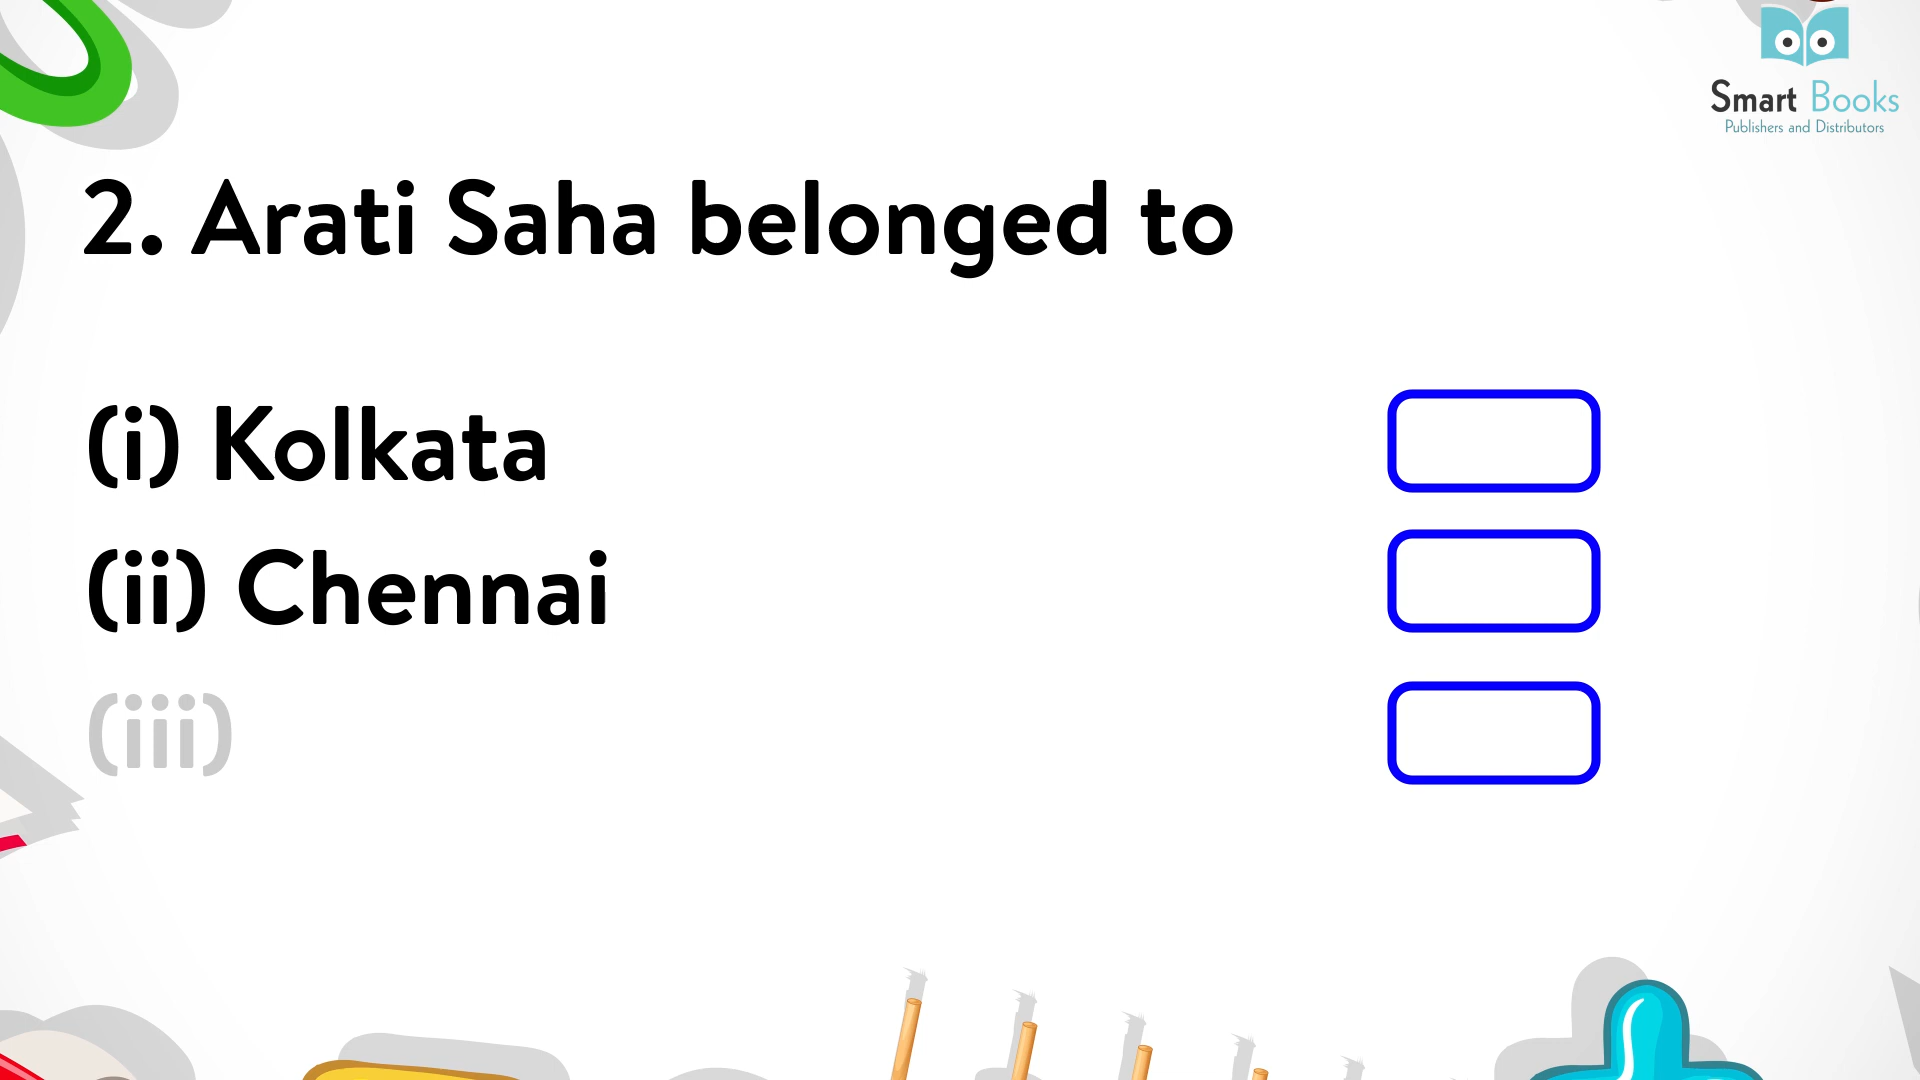 Smart Books
Publishers and Distributors
2. Arati Saha belonged to
(i) Kolkata
(ii) Chennai
(iii)